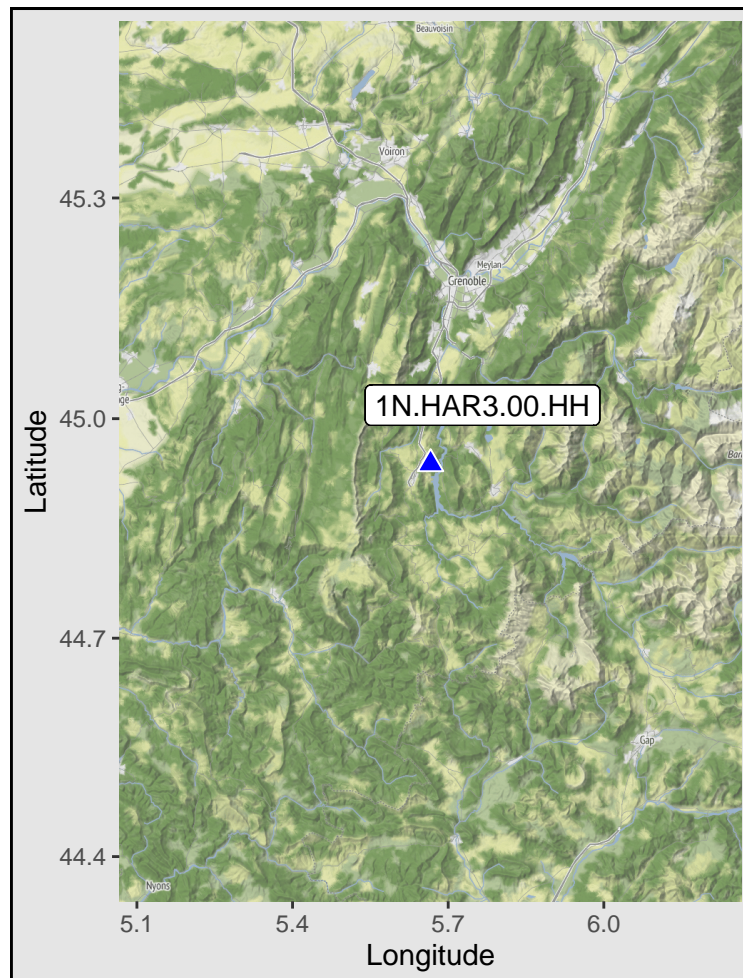 Beauvoisin
Voiron
45.3
Meylan
Grenoble
1N.HAR3.00.HH
45.0
Latitude
44.7
Gap
44.4
Nyons
5.1
5.4
5.7
6.0
Longitude